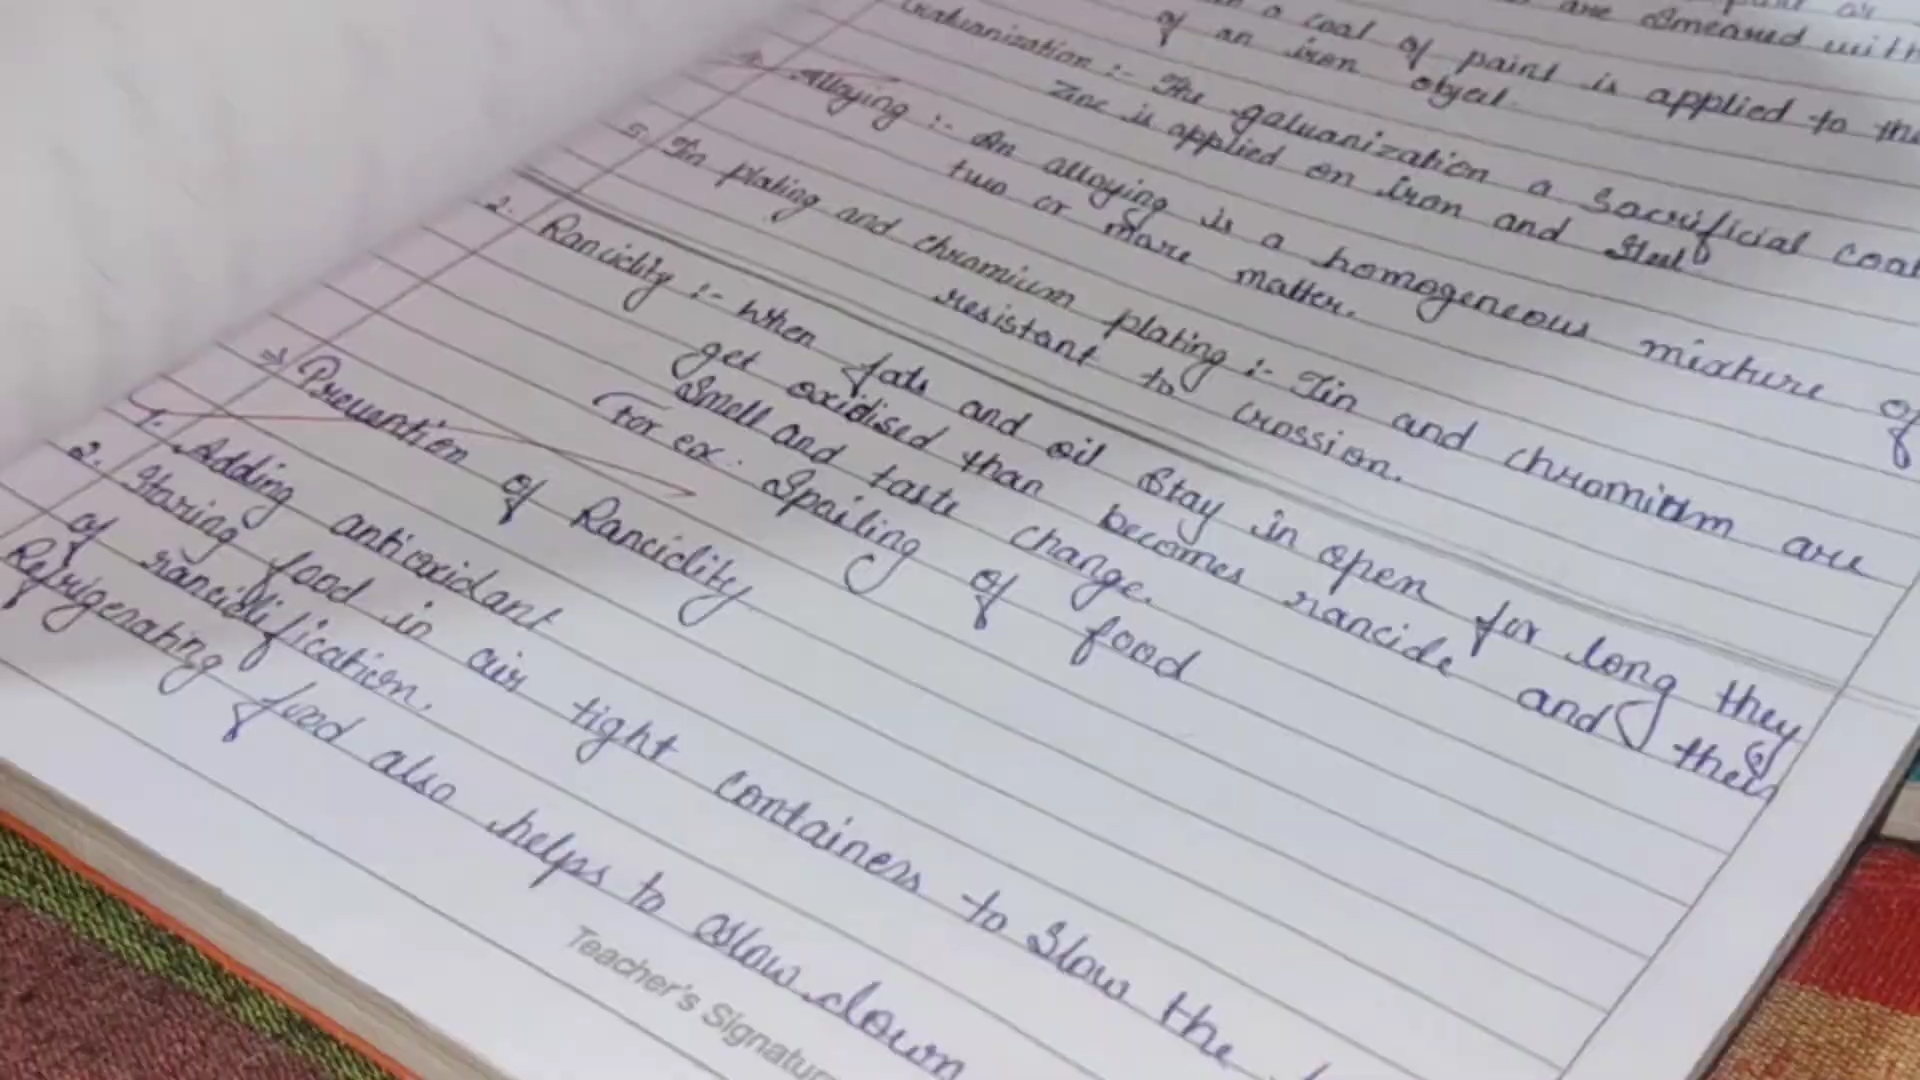 are smeared with
a coat of paint is applied to the
of an iron object.
Galvanization :- The galvanization a Sacrificial coat
Zinc is applied on iron and Steel
4. Alloying :- An alloying is a homogeneous mixture of
two or more matter.
5. Tin plating and chromium plating :- Tin and chromium are
resistant to crossion.
2. Rancidity :- When fats and oil Stay in open for long they
get oxidised than becomes rancide and their
Smell and taste change.
(For ex. Spoiling of food
⇒ Prevantion of Rancidity
1. Adding antioxidant
2. Storing food in air tight containers to Slow the
of rancidification.
Refrigerating food also helps to slow down
Teacher's Signatur